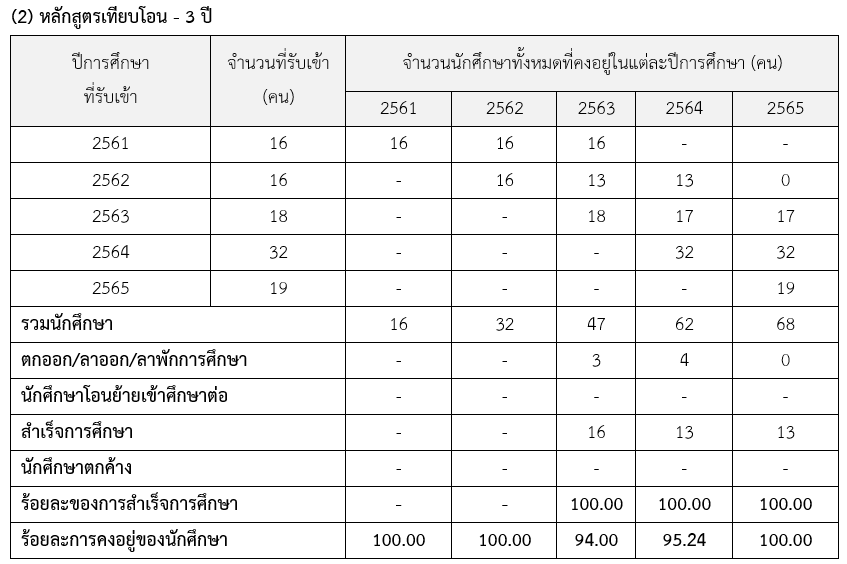 (2) หลักสูตรเทียบโอน - 3 ปี
ปีการศึกษา
ที่รับเข้า
จำนวนที่รับเข้า
(คน)
จำนวนนักศึกษาทั้งหมดที่คงอยู่ในแต่ละปีการศึกษา (คน)
2561 2562 2563 2564 2565
2561 16 16 16 16 - -
2562 16 - 16 13 13 0
2563 18 - - 18 17 17
2564 32 - - - 32 32
2565 19 - - - - 19
รวมนักศึกษา 16 32 47 62 68
ตกออก/ลาออก/ลาพักการศึกษา - - 3 4 0
นักศึกษาโอนย้ายเข้าศึกษาต่อ - - - - -
สำเร็จการศึกษา - - 16 13 13
นักศึกษาตกค้าง - - - - -
ร้อยละของการสำเร็จการศึกษา - - 100.00 100.00 100.00
ร้อยละการคงอยู่ของนักศึกษา 100.00 100.00 94.00 95.24 100.00